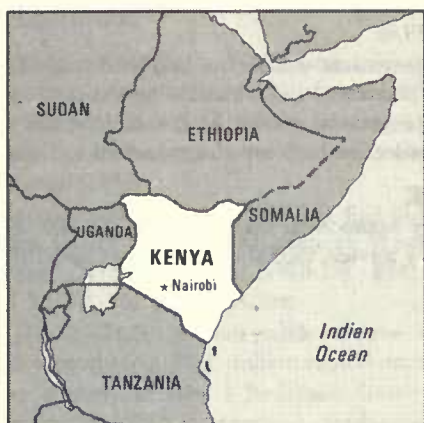 SUDAN
ETHIOPIA
SOMALIA
UGANDA
KENYA
Nairobi
Indian
Ocean
TANZANIA